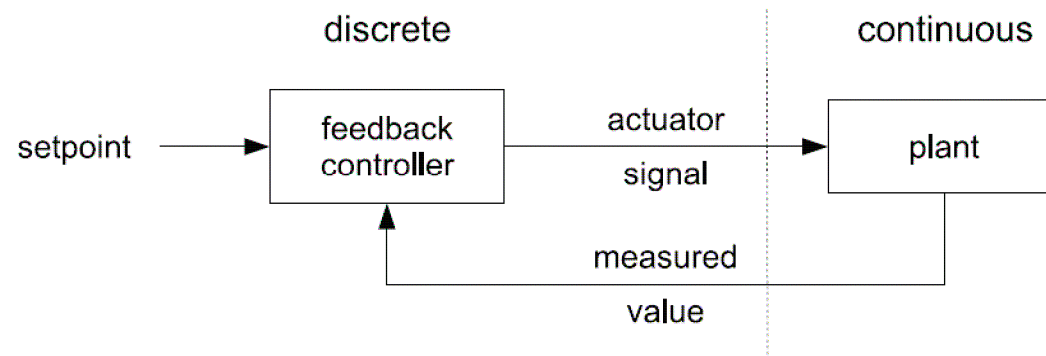 discrete
continuous
setpoint
feedback
controller
actuator
signal
plant
measured
value